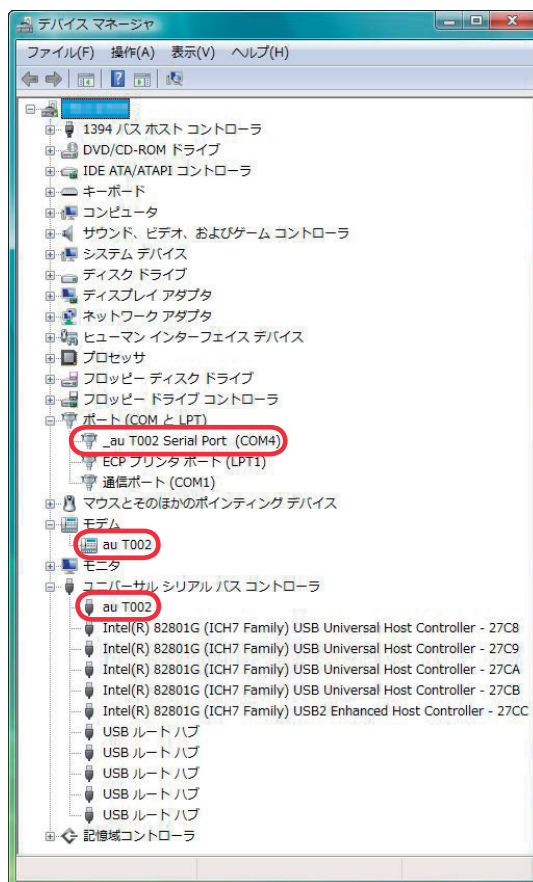 デバイス マネージャ
ファイル(F) 操作(A) 表示(V) ヘルプ(H)
1394 バス ホスト コントローラ
DVD/CD-ROM ドライブ
IDE ATA/ATAPI コントローラ
キーボード
コンピュータ
サウンド、ビデオ、およびゲーム コントローラ
システム デバイス
ディスク ドライブ
ディスプレイ アダプタ
ネットワーク アダプタ
ヒューマン インターフェイス デバイス
プロセッサ
フロッピー ディスク ドライブ
フロッピー ドライブ コントローラ
ポート (COM と LPT)
_au T002 Serial Port (COM4)
ECP プリンタ ポート (LPT1)
通信ポート (COM1)
マウスとそのほかのポインティング デバイス
モデム
au T002
モニタ
ユニバーサル シリアル バス コントローラ
au T002
Intel(R) 82801G (ICH7 Family) USB Universal Host Controller - 27C8
Intel(R) 82801G (ICH7 Family) USB Universal Host Controller - 27C9
Intel(R) 82801G (ICH7 Family) USB Universal Host Controller - 27CA
Intel(R) 82801G (ICH7 Family) USB Universal Host Controller - 27CB
Intel(R) 82801G (ICH7 Family) USB2 Enhanced Host Controller - 27CC
USB ルート ハブ
USB ルート ハブ
USB ルート ハブ
USB ルート ハブ
USB ルート ハブ
記憶域コントローラ